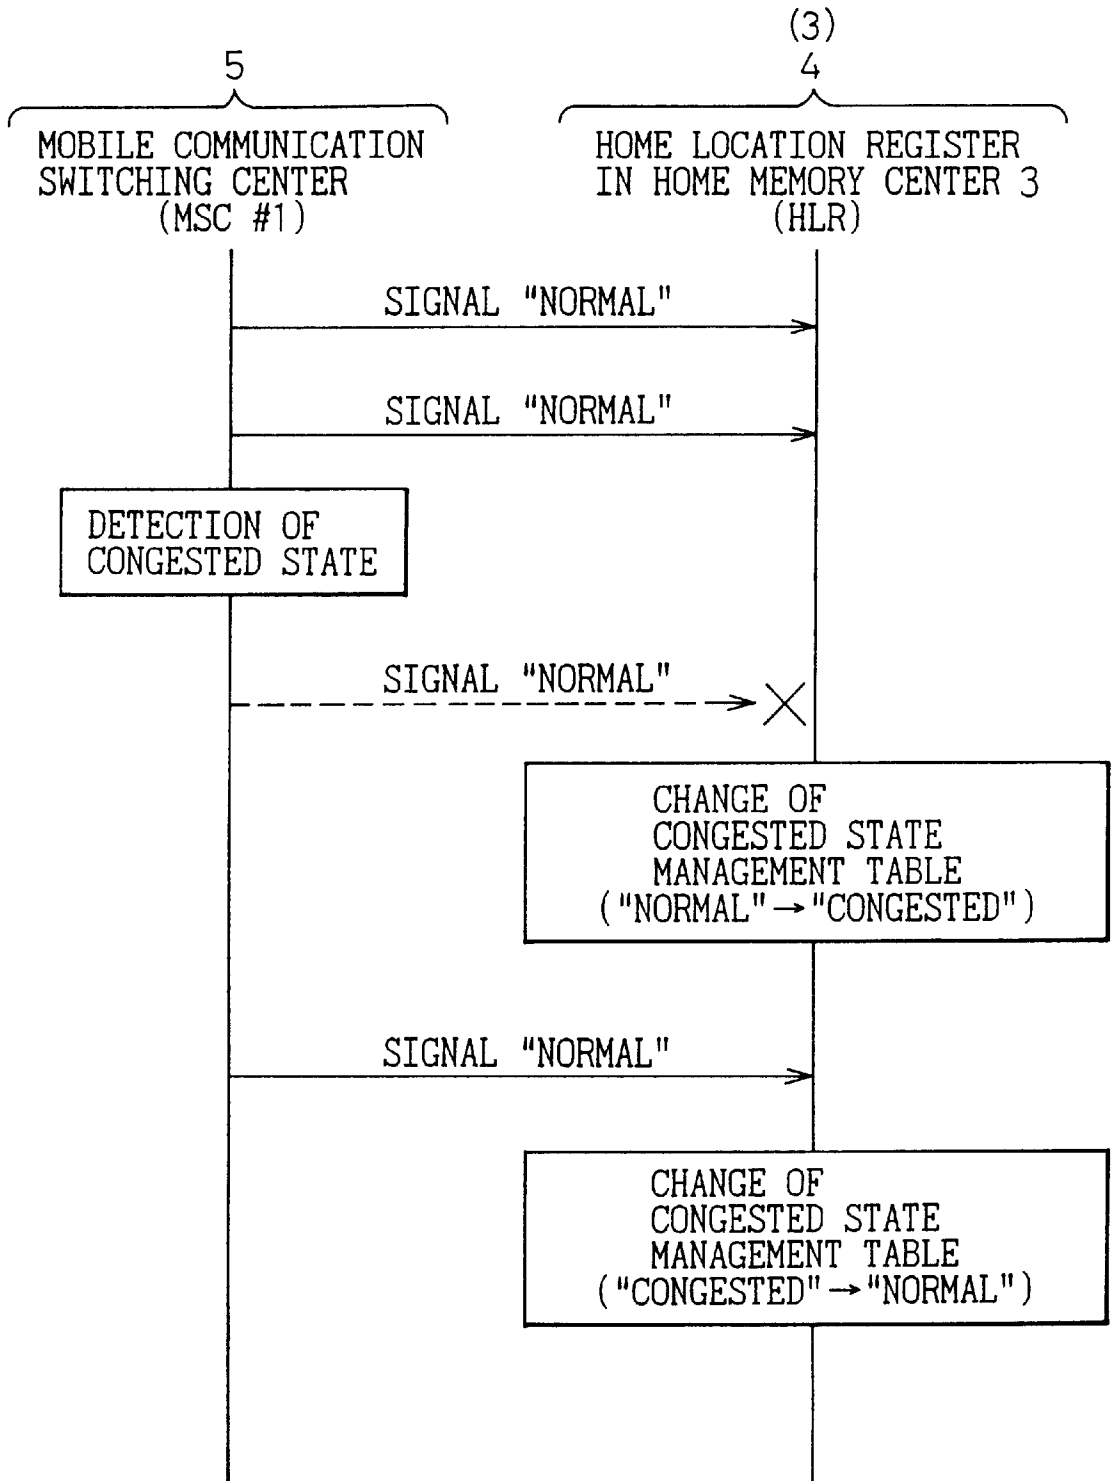 (3)
5
4
MOBILE COMMUNICATION
SWITCHING CENTER
(MSC #1)
HOME LOCATION REGISTER
IN HOME MEMORY CENTER 3
(HLR)
SIGNAL "NORMAL"
SIGNAL "NORMAL"
DETECTION OF
CONGESTED STATE
SIGNAL "NORMAL"
CHANGE OF
CONGESTED STATE
MANAGEMENT TABLE
("NORMAL"→"CONGESTED")
SIGNAL "NORMAL"
CHANGE OF
CONGESTED STATE
MANAGEMENT TABLE
("CONGESTED"→"NORMAL")